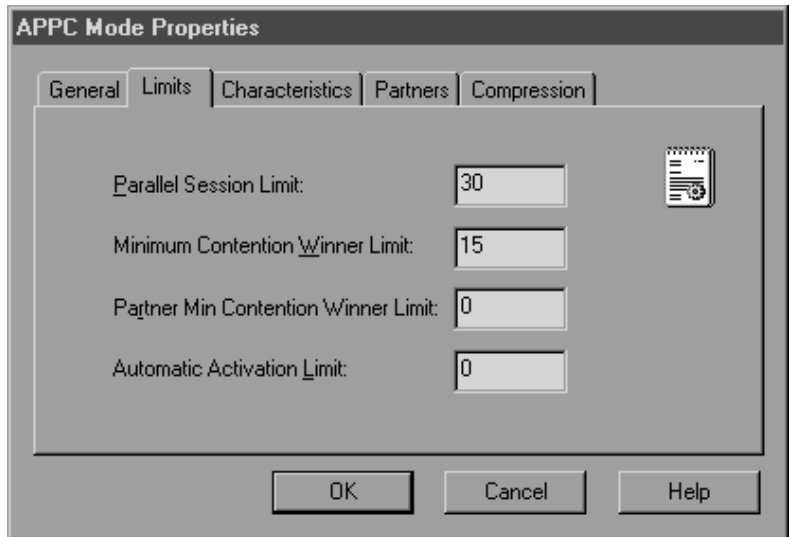 APPC Mode Properties
General Limits Characteristics Partners Compression
Parallel Session Limit: 30
Minimum Contention Winner Limit: 15
Partner Min Contention Winner Limit: 0
Automatic Activation Limit: 0
OK Cancel Help